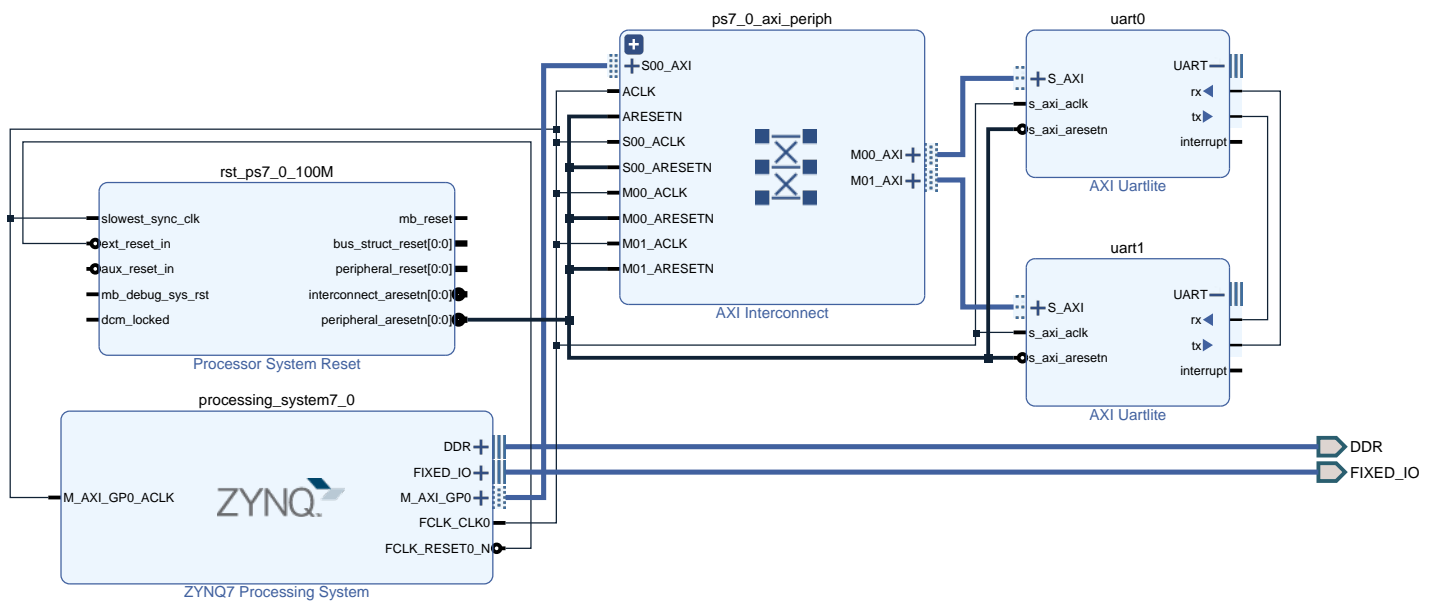 rst_ps7_0_100M
slowest_sync_clk
ext_reset_in
aux_reset_in
mb_debug_sys_rst
dcm_locked
mb_reset
bus_struct_reset[0:0]
peripheral_reset[0:0]
interconnect_aresetn[0:0]
peripheral_aresetn[0:0]
Processor System Reset
processing_system7_0
M_AXI_GP0_ACLK
ZYNQ
DDR
FIXED_IO
M_AXI_GP0
FCLK_CLK0
FCLK_RESET0_N
ZYNQ7 Processing System
ps7_0_axi_periph
S00_AXI
ACLK
ARESETN
S00_ACLK
S00_ARESETN
M00_ACLK
M00_ARESETN
M01_ACLK
M01_ARESETN
M00_AXI
M01_AXI
AXI Interconnect
uart0
S_AXI
s_axi_aclk
s_axi_aresetn
UART
rx
tx
interrupt
AXI Uartlite
uart1
S_AXI
s_axi_aclk
s_axi_aresetn
UART
rx
tx
interrupt
AXI Uartlite
DDR
FIXED_IO